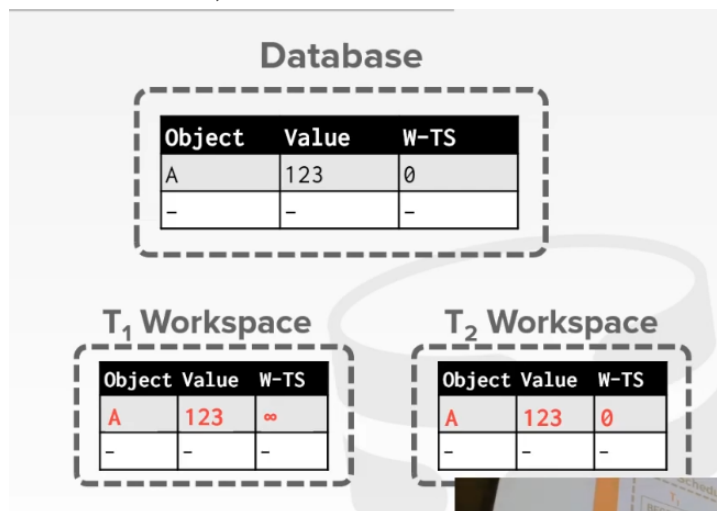 Database
Object Value W-TS
A 123 0
- - -
T₁ Workspace
T₂ Workspace
Object Value W-TS
A 123 ∞
- - -
Object Value W-TS
A 123 0
- - -